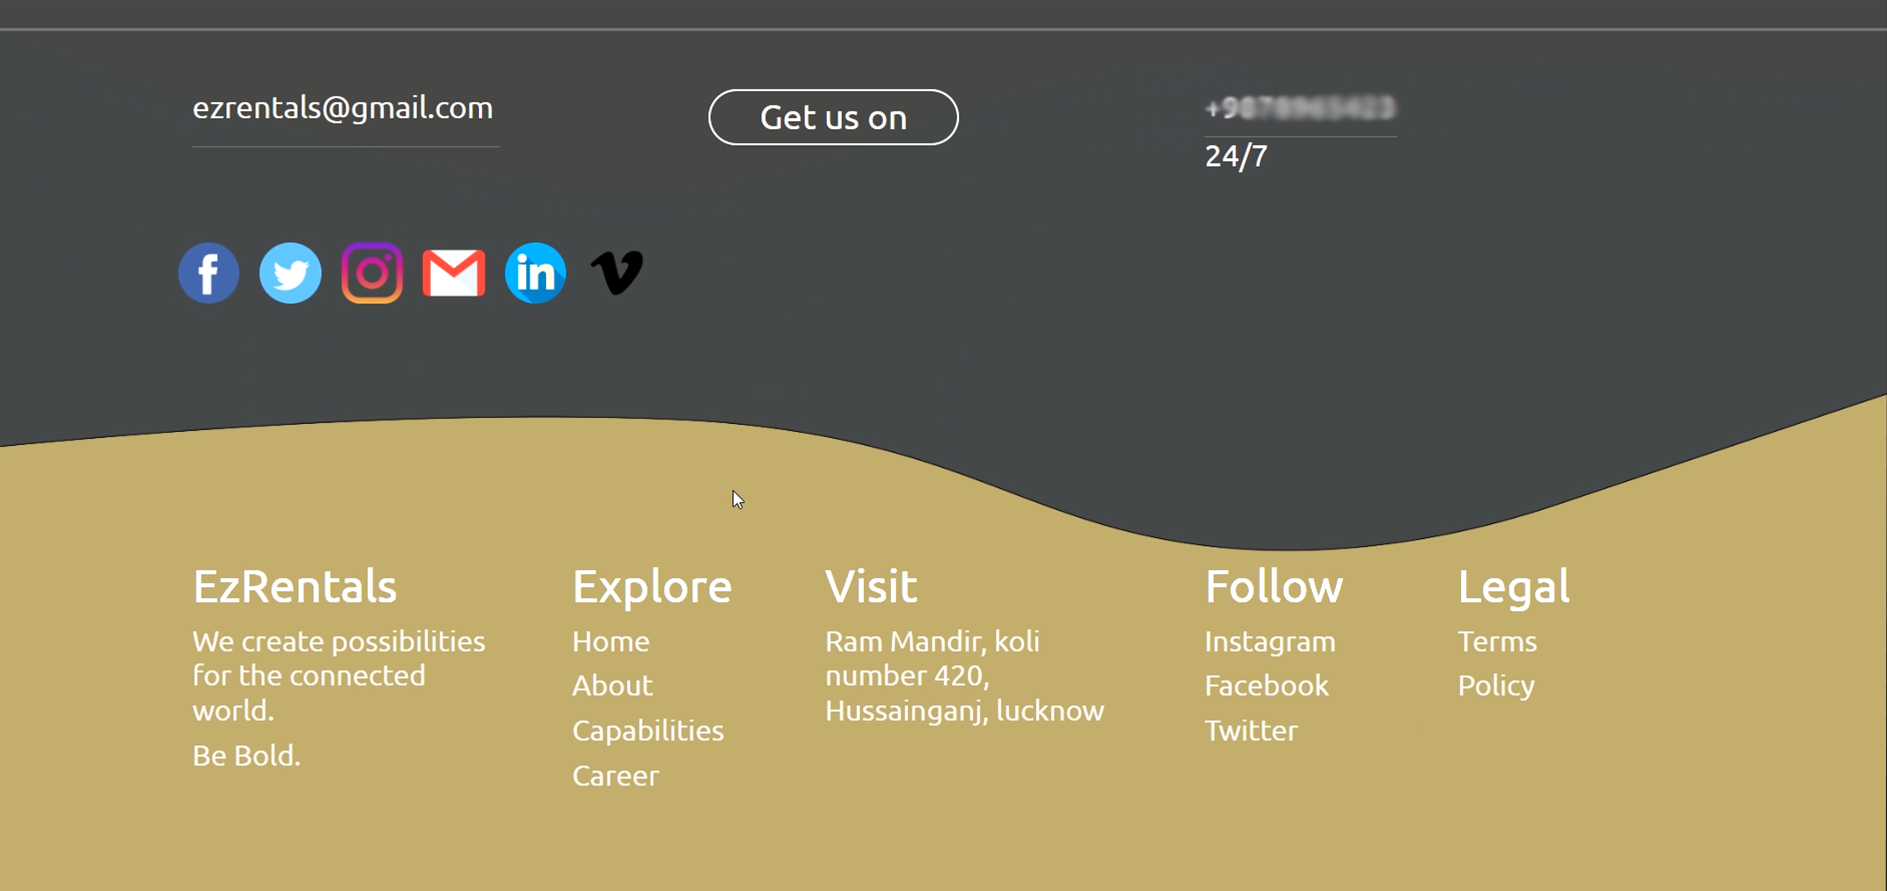 ezrentals@gmail.com
Get us on
24/7
EzRentals
We create possibilities
for the connected
world.
Be Bold.
Explore
Home
About
Capabilities
Career
Visit
Ram Mandir, koli
number 420,
Hussainganj, lucknow
Follow
Instagram
Facebook
Twitter
Legal
Terms
Policy